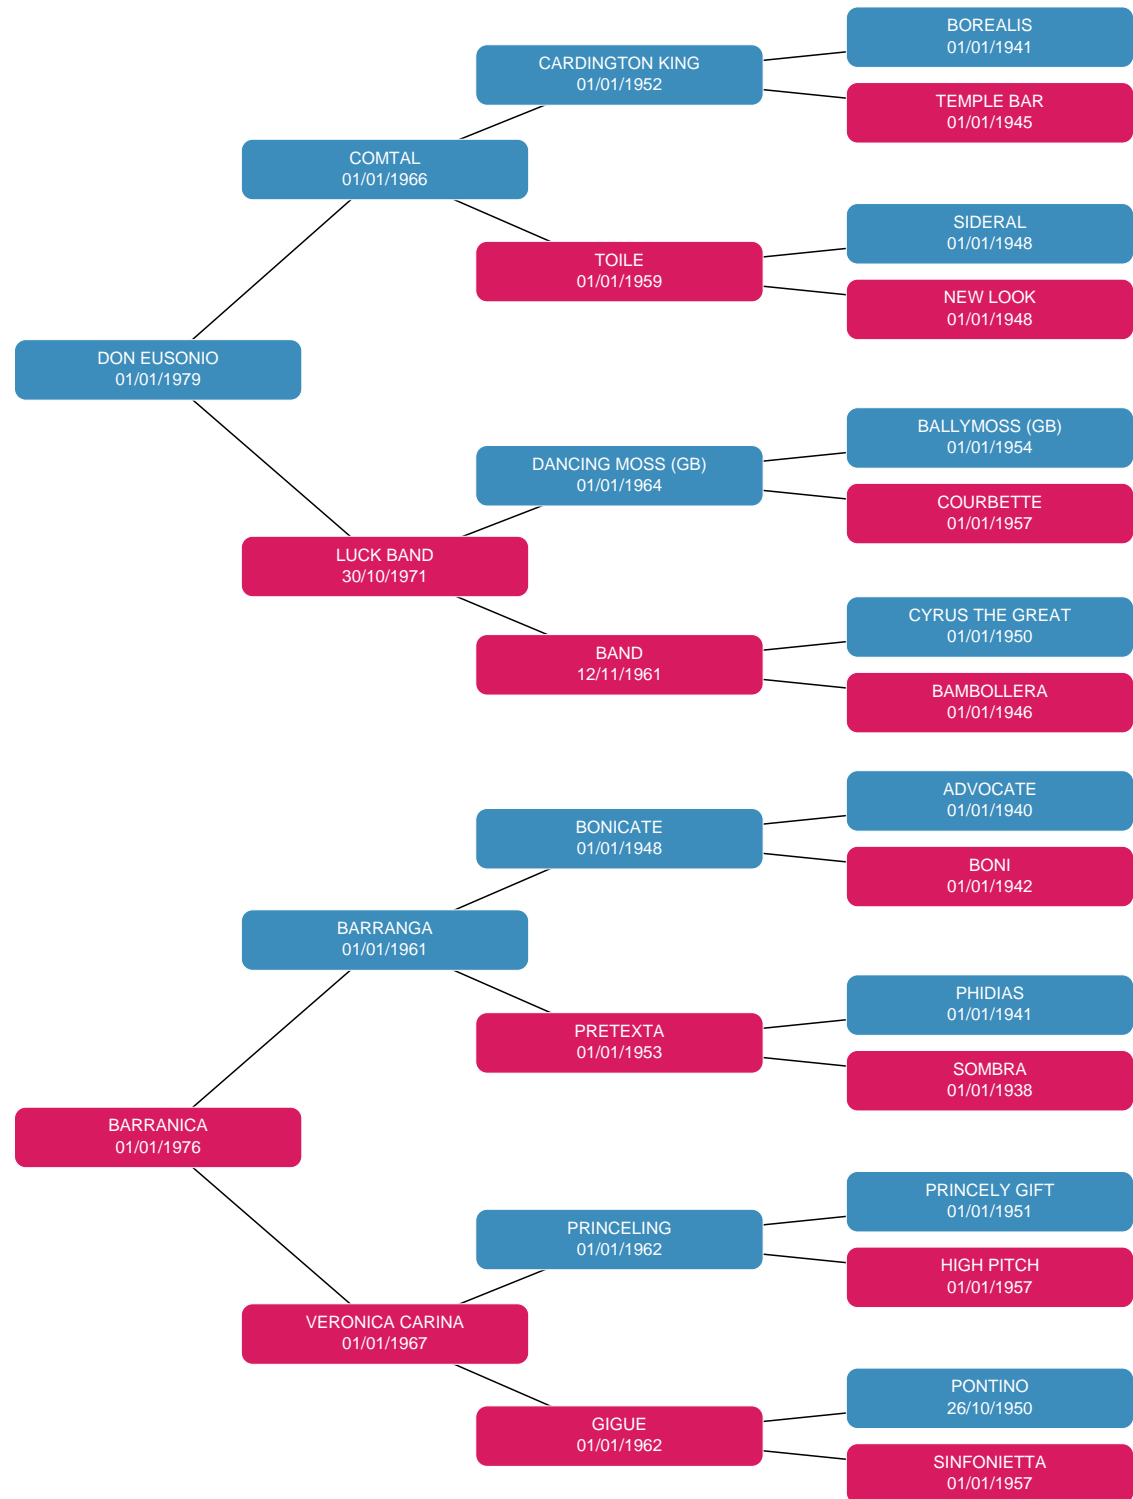 BOREALIS
01/01/1941
CARDINGTON KING
01/01/1952
TEMPLE BAR
01/01/1945
COMTAL
01/01/1966
SIDERAL
01/01/1948
TOILE
01/01/1959
NEW LOOK
01/01/1948
DON EUSONIO
01/01/1979
BALLYMOSS (GB)
01/01/1954
DANCING MOSS (GB)
01/01/1964
COURBETTE
01/01/1957
LUCK BAND
30/10/1971
CYRUS THE GREAT
01/01/1950
BAND
12/11/1961
BAMBOLLERA
01/01/1946
ADVOCATE
01/01/1940
BONICATE
01/01/1948
BONI
01/01/1942
BARRANGA
01/01/1961
PHIDIAS
01/01/1941
PRETEXTA
01/01/1953
SOMBRA
01/01/1938
BARRANICA
01/01/1976
PRINCELY GIFT
01/01/1951
PRINCELING
01/01/1962
HIGH PITCH
01/01/1957
VERONICA CARINA
01/01/1967
PONTINO
26/10/1950
GIGUE
01/01/1962
SINFONIETTA
01/01/1957